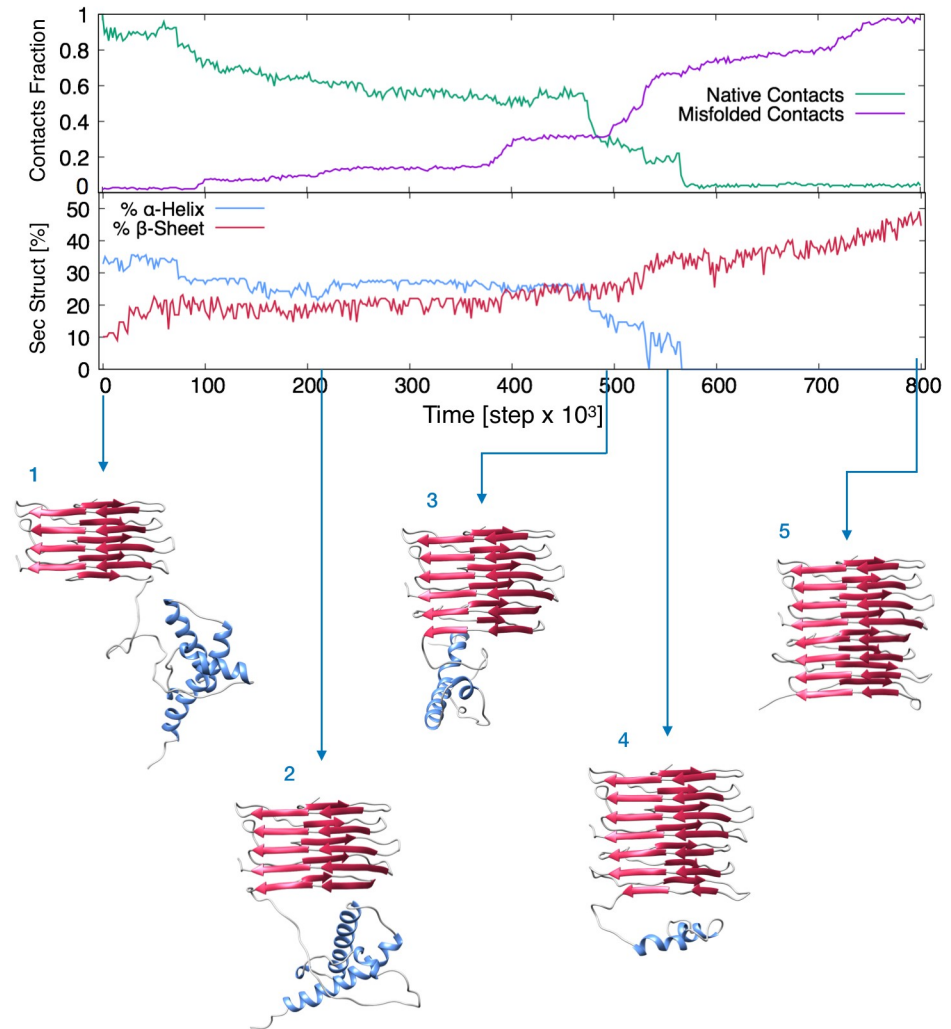 Contacts Fraction
1
0.8
0.6
0.4
0.2
0
Native Contacts
Misfolded Contacts
Sec Struct [%]
50
40
30
20
10
0
% α-Helix
% β-Sheet
0 100 200 300 400 500 600 700 800
Time [step x 10³]
1
2
3
4
5